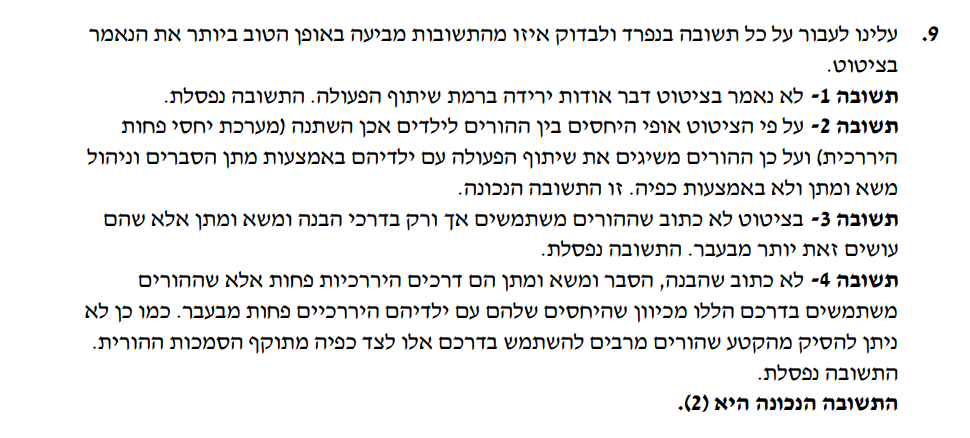 9. עלינו לעבור על כל תשובה בנפרד ולבדוק איזו מהתשובות מביעה באופן הטוב ביותר את הנאמר
בציטוט.
תשובה 1- לא נאמר בציטוט דבר אודות ירידה ברמת שיתוף הפעולה. התשובה נפסלת.
תשובה 2- על פי הציטוט אופי היחסים בין ההורים לילדים אכן השתנה (מערכת יחסי פחות
היררכית) ועל כן ההורים משיגים את שיתוף הפעולה עם ילדיהם באמצעות מתן הסברים וניהול
משא ומתן ולא באמצעות כפיה. זו התשובה הנכונה.
תשובה 3- בציטוט לא כתוב שההורים משתמשים אך ורק בדרכי הבנה ומשא ומתן אלא שהם
עושים זאת יותר מבעבר. התשובה נפסלת.
תשובה 4- לא כתוב שהבנה, הסבר ומשא ומתן הם דרכים היררכיות פחות אלא שההורים
משתמשים בדרכם הללו מכיוון שהיחסים שלהם עם ילדיהם היררכיים פחות מבעבר. כמו כן לא
ניתן להסיק מהקטע שהורים מרבים להשתמש בדרכם אלו לצד כפיה מתוקף הסמכות ההורית.
התשובה נפסלת.
התשובה הנכונה היא (2).